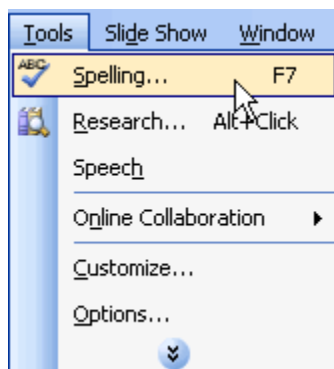 Tools Slide Show Window
ABC
Spelling... F7
Research... Alt+Click
Speech
Online Collaboration
Customize...
Options...